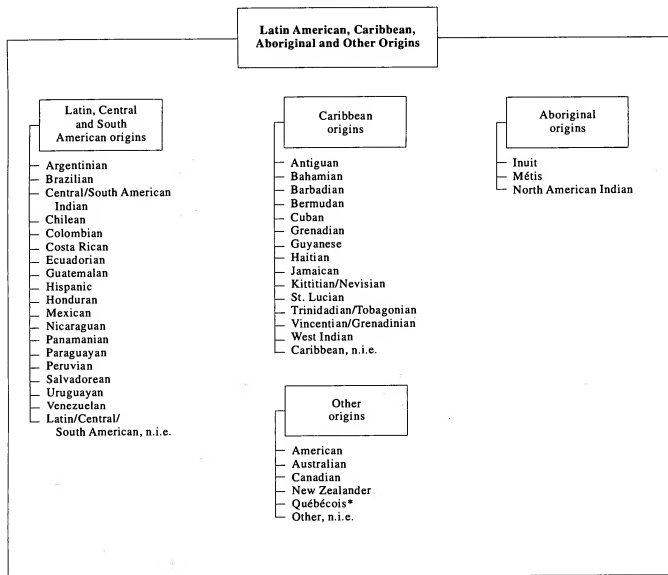 Latin American, Caribbean,
Aboriginal and Other Origins
Latin, Central
and South
American origins
Argentinian
Brazilian
Central/South American
Indian
Chilean
Colombian
Costa Rican
Ecuadorian
Guatemalan
Hispanic
Honduran
Mexican
Nicaraguan
Panamanian
Paraguayan
Peruvian
Salvadorean
Uruguayan
Venezuelan
Latin/Central/
South American, n.i.e.
Caribbean
origins
Antiguan
Bahamian
Barbadian
Bermudan
Cuban
Grenadian
Guyanese
Haitian
Jamaican
Kittitian/Nevisian
St. Lucian
Trinidadian/Tobagonian
Vincentian/Grenadinian
West Indian
Caribbean, n.i.e.
Other
origins
American
Australian
Canadian
New Zealander
Québécois*
Other, n.i.e.
Aboriginal
origins
Inuit
Métis
North American Indian